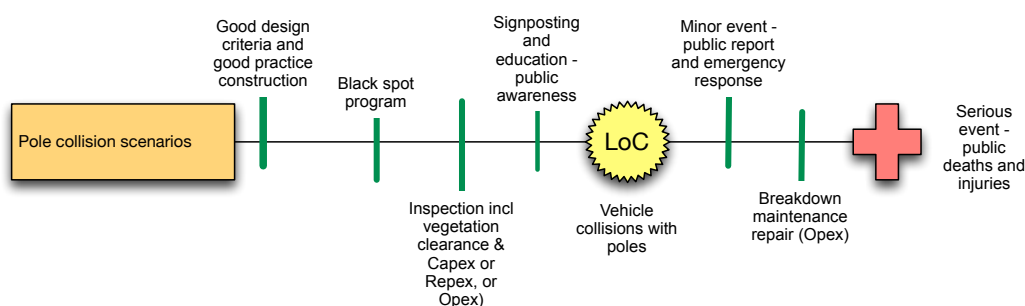 Good design
criteria and
good practice
construction
Black spot
program
Signposting
and
education -
public
awareness
Minor event -
public report
and emergency
response
Pole collision scenarios
LoC
Serious
event -
public
deaths and
injuries
Inspection incl
vegetation
clearance &
Capex or
Repex, or
Opex)
Vehicle
collisions with
poles
Breakdown
maintenance
repair (Opex)